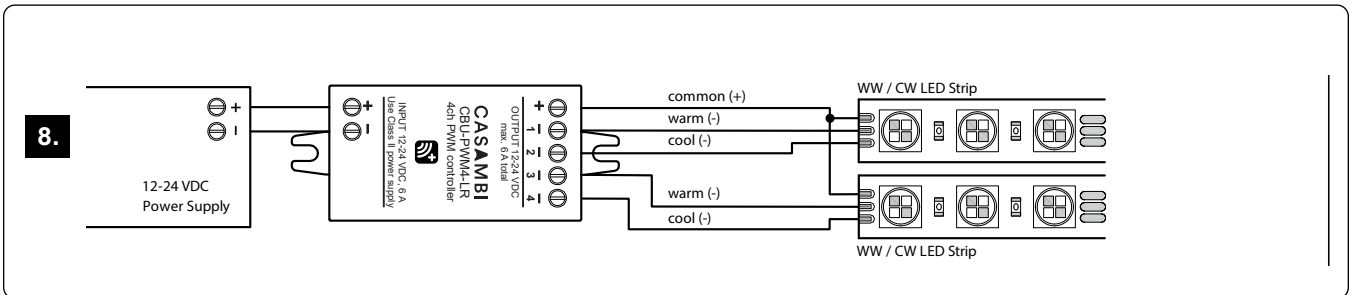 8.
12-24 VDC
Power Supply
+
-
+
-
INPUT 12-24 VDC, 6 A
Use Class II power supply
CASAMBI
CBU-PWM4-LR
4ch PWM controller
OUTPUT 12-24 VDC
max. 6A total
+
1 -
2 -
3 -
4 -
common (+)
warm (-)
cool (-)
warm (-)
cool (-)
WW / CW LED Strip
WW / CW LED Strip